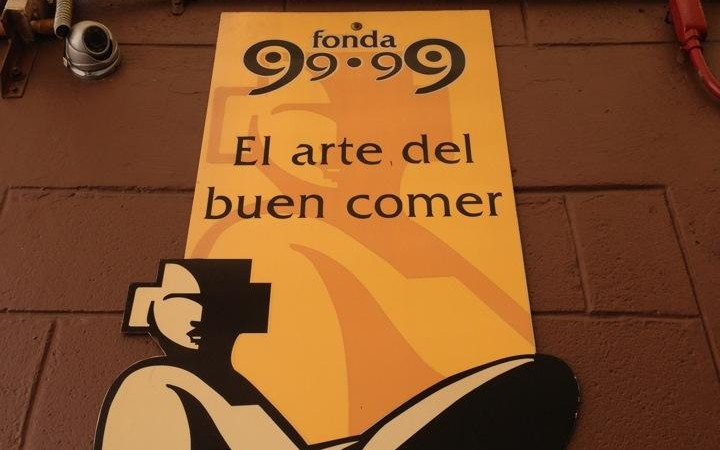 fonda
99•99
El arte del
buen comer